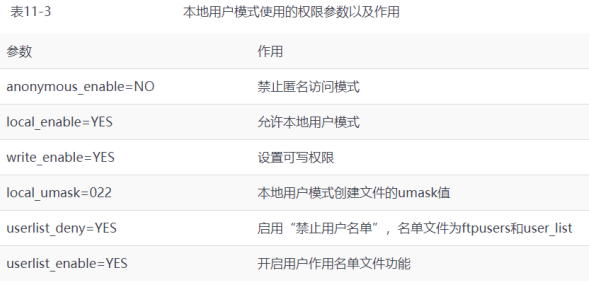 表11-3 本地用户模式使用的权限参数以及作用
参数 作用
anonymous_enable=NO 禁止匿名访问模式
local_enable=YES 允许本地用户模式
write_enable=YES 设置可写权限
local_umask=022 本地用户模式创建文件的umask值
userlist_deny=YES 启用“禁止用户名单”，名单文件为ftpusers和user_list
userlist_enable=YES 开启用户作用名单文件功能